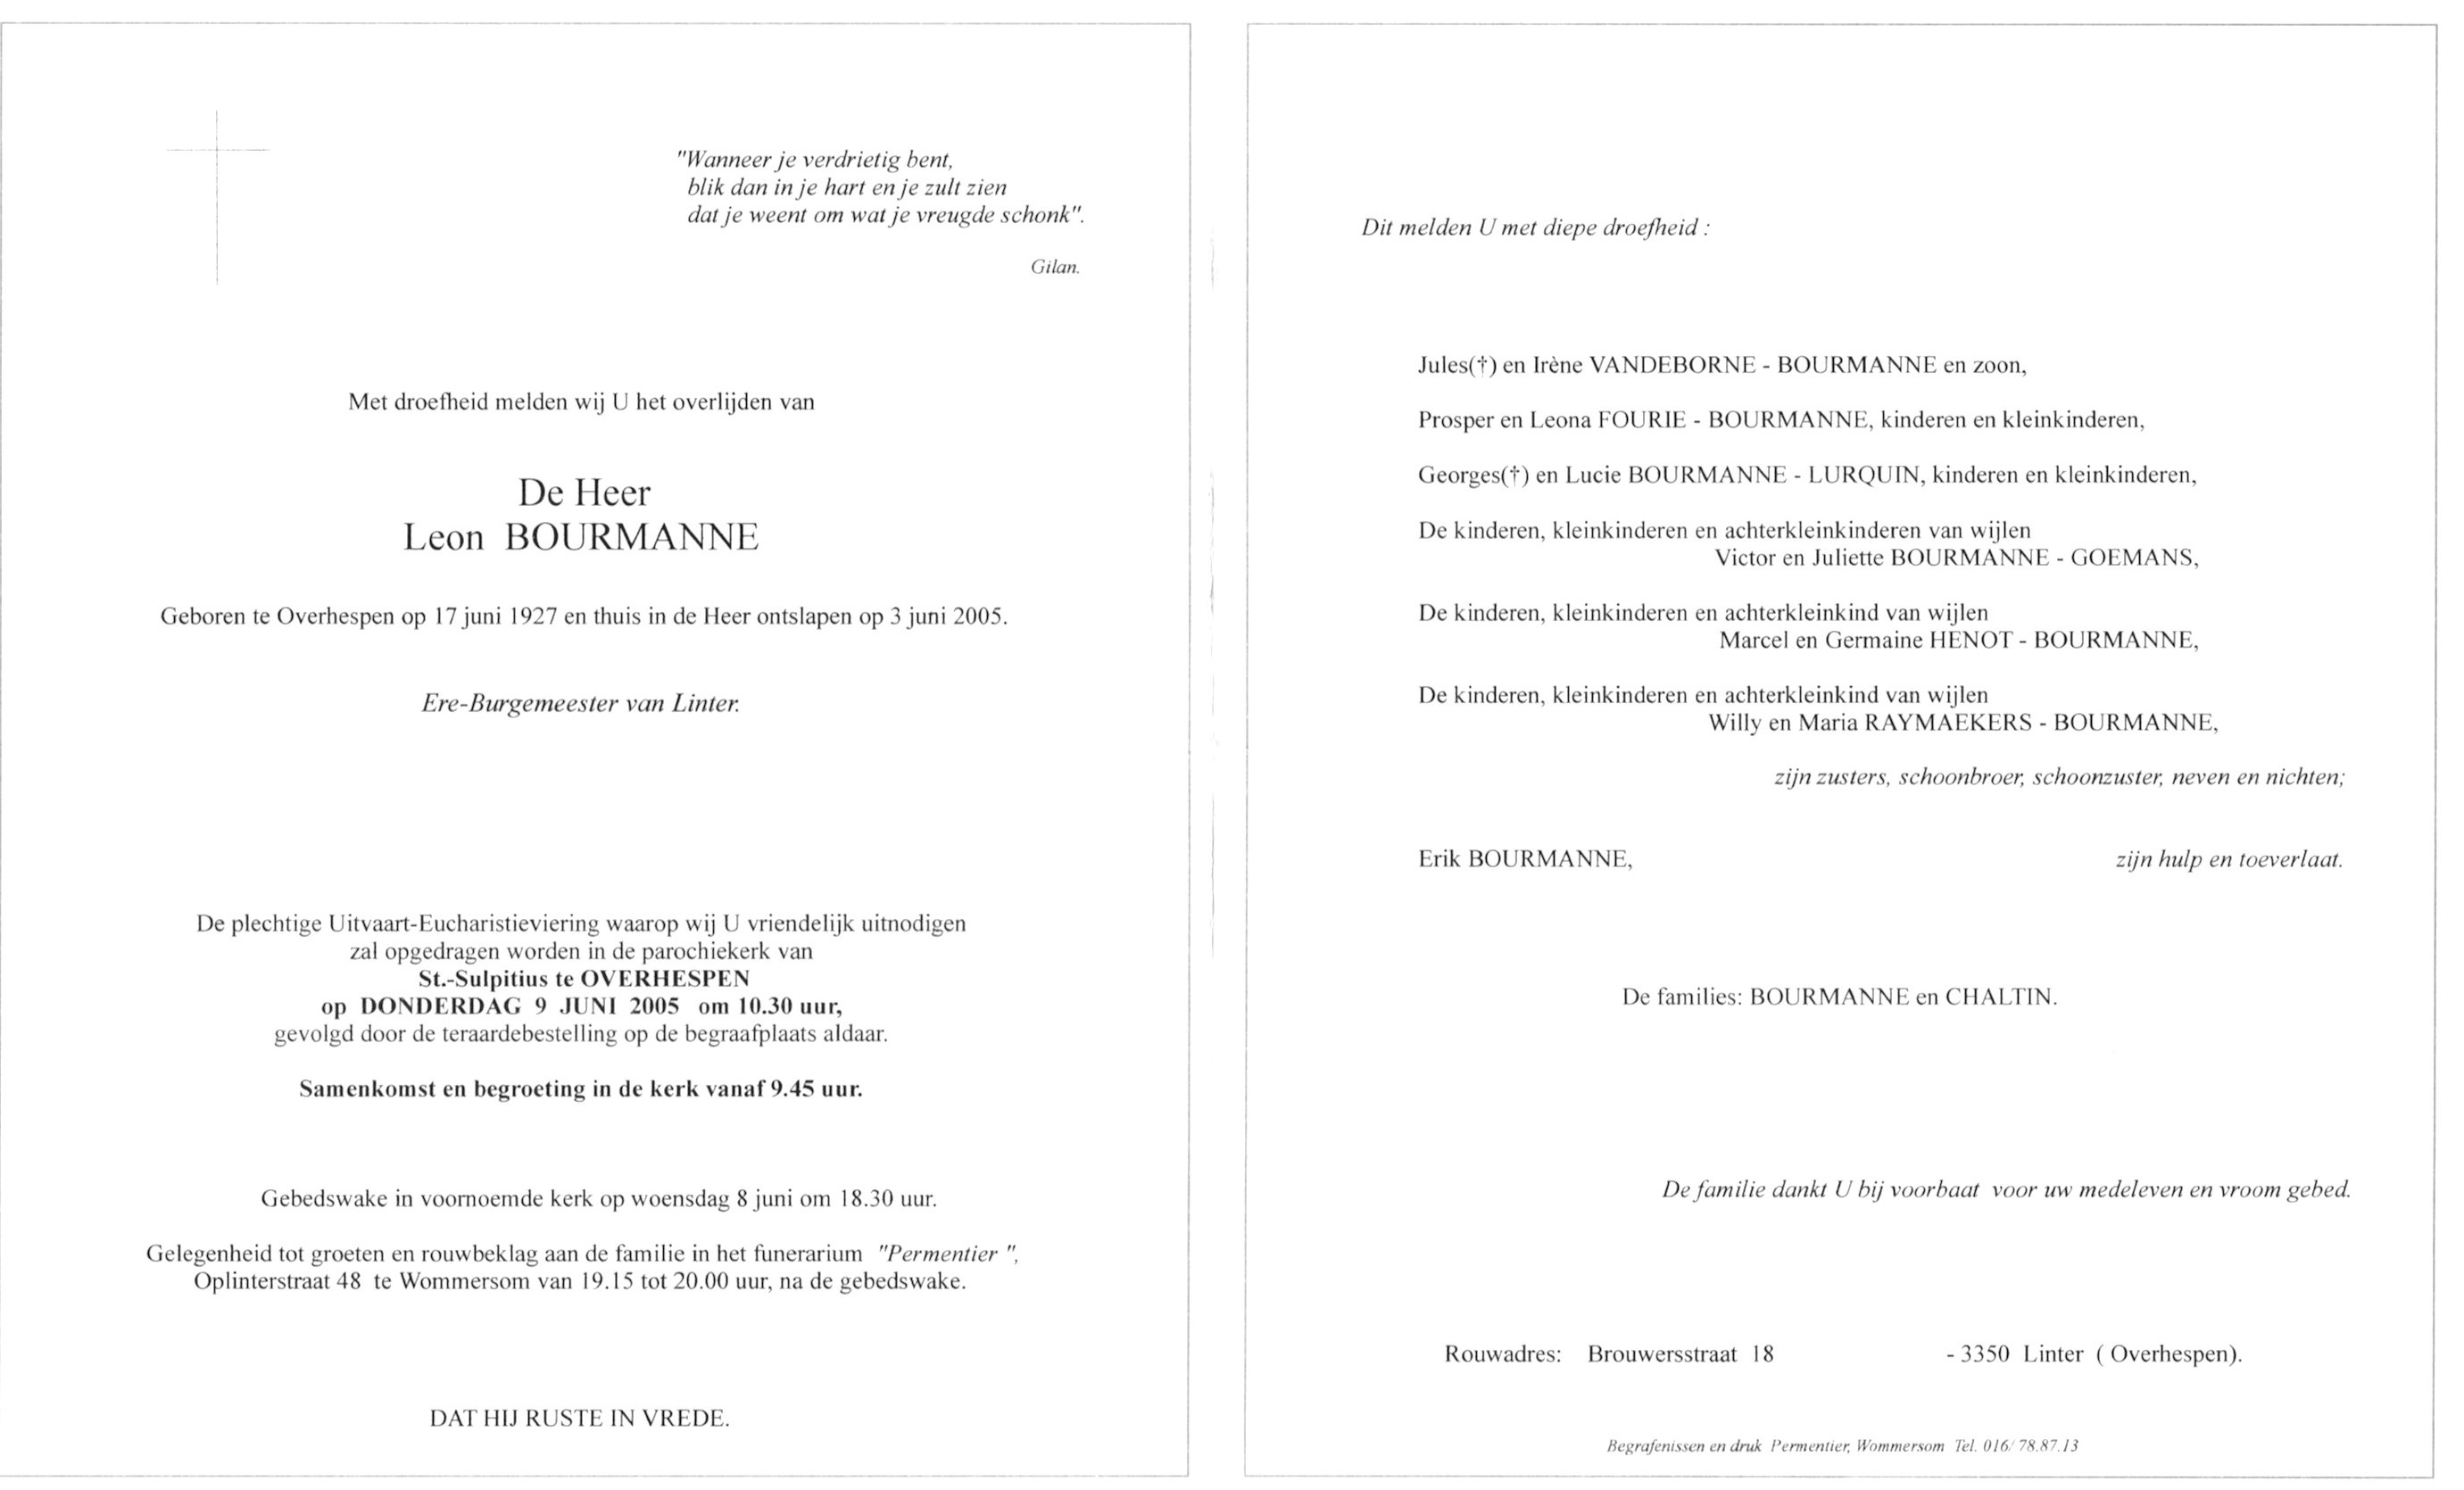 "Wanneer je verdrietig bent,
blik dan in je hart en je zult zien
dat je weent om wat je vreugde schonk".
Gilan.
Met droefheid melden wij U het overlijden van
De Heer
Leon BOURMANNE
Geboren te Overhespen op 17 juni 1927 en thuis in de Heer ontslapen op 3 juni 2005.
Ere-Burgemeester van Linter.
De plechtige Uitvaart-Eucharistieviering waarop wij U vriendelijk uitnodigen
zal opgedragen worden in de parochiekerk van
St.-Sulpitius te OVERHESPEN
op DONDERDAG 9 JUNI 2005 om 10.30 uur,
gevolgd door de teraardebestelling op de begraafplaats aldaar.
Samenkomst en begroeting in de kerk vanaf 9.45 uur.
Gebedswake in voornoemde kerk op woensdag 8 juni om 18.30 uur.
Gelegenheid tot groeten en rouwbeklag aan de familie in het funerarium "Permentier ",
Oplinterstraat 48 te Wommersom van 19.15 tot 20.00 uur, na de gebedswake.
DAT HIJ RUSTE IN VREDE.
Dit melden U met diepe droefheid :
Jules(†) en Irène VANDEBORNE - BOURMANNE en zoon,
Prosper en Leona FOURIE - BOURMANNE, kinderen en kleinkinderen,
Georges(†) en Lucie BOURMANNE - LURQUIN, kinderen en kleinkinderen,
De kinderen, kleinkinderen en achterkleinkinderen van wijlen
Victor en Juliette BOURMANNE - GOEMANS,
De kinderen, kleinkinderen en achterkleinkind van wijlen
Marcel en Germaine HENOT - BOURMANNE,
De kinderen, kleinkinderen en achterkleinkind van wijlen
Willy en Maria RAYMAEKERS - BOURMANNE,
zijn zusters, schoonbroer, schoonzuster, neven en nichten;
Erik BOURMANNE, zijn hulp en toeverlaat.
De families: BOURMANNE en CHALTIN.
De familie dankt U bij voorbaat voor uw medeleven en vroom gebed.
Rouwadres: Brouwersstraat 18 - 3350 Linter ( Overhespen).
Begrafenissen en druk Permentier, Wommersom Tel. 016/ 78.87.13